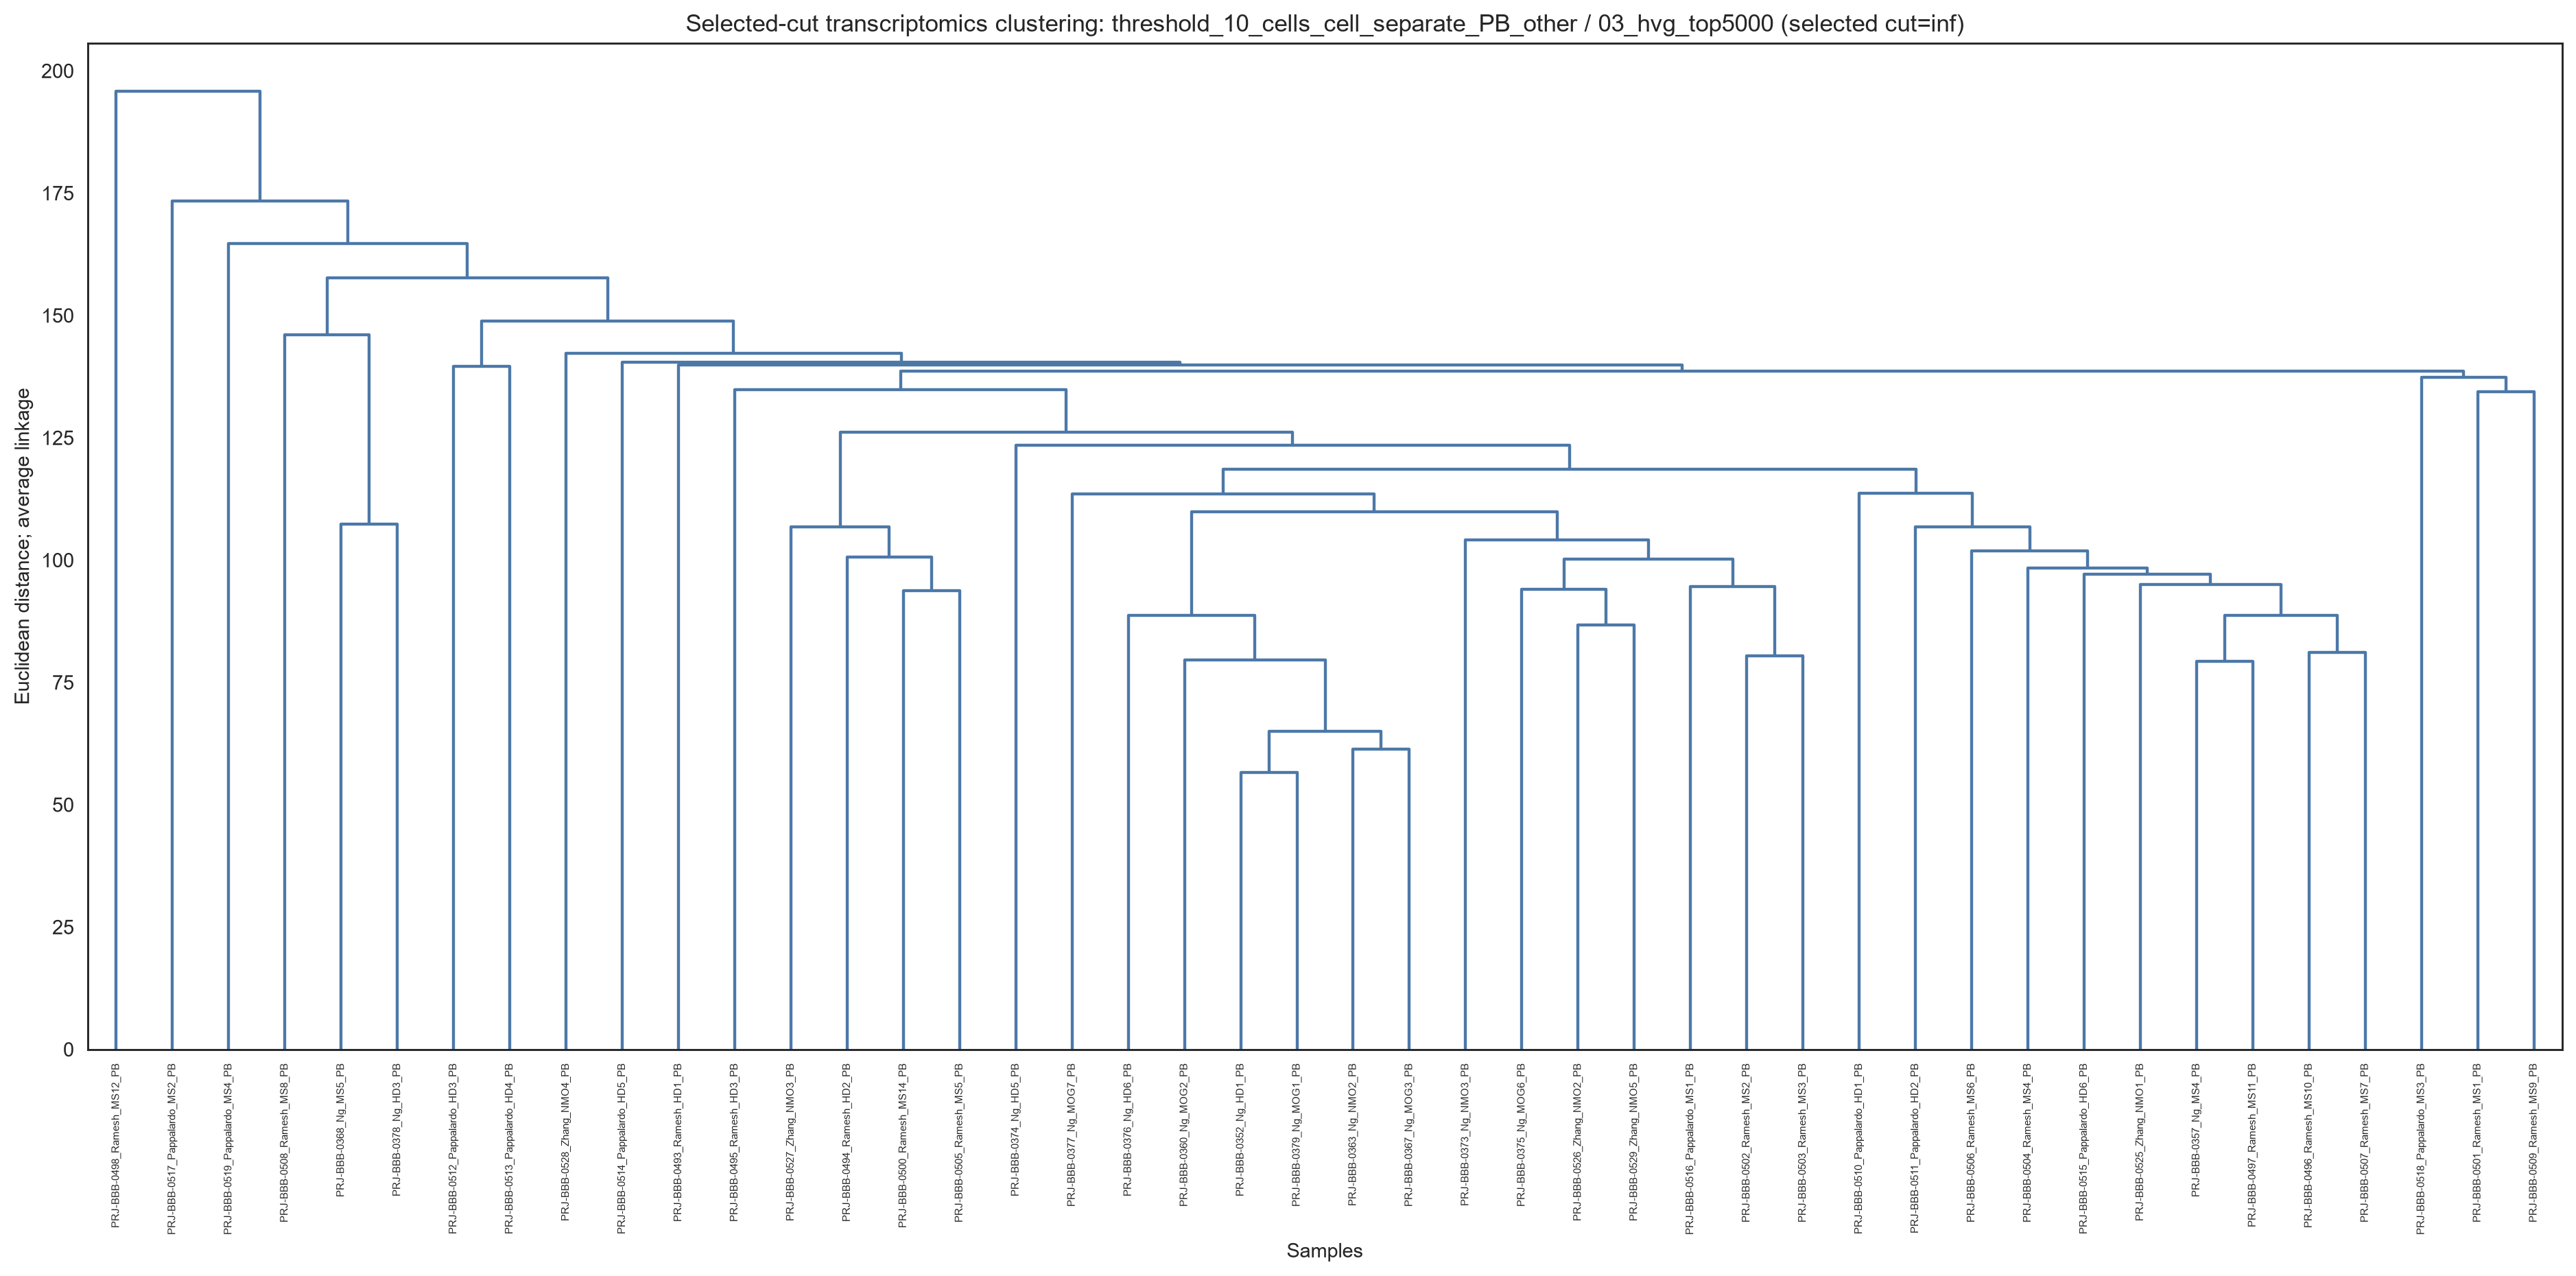 Selected-cut transcriptomics clustering: threshold_10_cells_cell_separate_PB_other / 03_hvg_top5000 (selected cut=inf)
200
175
150
125
100
75
50
25
0
Euclidean distance; average linkage
PRJ-BBB-0498_Ramesh_MS12_PB
PRJ-BBB-0517_Pappalardo_MS2_PB
PRJ-BBB-0519_Pappalardo_MS4_PB
PRJ-BBB-0508_Ramesh_MS8_PB
PRJ-BBB-0368_Ng_MS5_PB
PRJ-BBB-0378_Ng_HD3_PB
PRJ-BBB-0512_Pappalardo_HD3_PB
PRJ-BBB-0513_Pappalardo_HD4_PB
PRJ-BBB-0528_Zhang_NMO4_PB
PRJ-BBB-0514_Pappalardo_HD5_PB
PRJ-BBB-0493_Ramesh_HD1_PB
PRJ-BBB-0495_Ramesh_HD3_PB
PRJ-BBB-0527_Zhang_NMO3_PB
PRJ-BBB-0494_Ramesh_HD2_PB
PRJ-BBB-0500_Ramesh_MS14_PB
PRJ-BBB-0505_Ramesh_MS5_PB
PRJ-BBB-0374_Ng_HD5_PB
PRJ-BBB-0377_Ng_MOG7_PB
PRJ-BBB-0376_Ng_HD6_PB
PRJ-BBB-0360_Ng_MOG2_PB
PRJ-BBB-0352_Ng_HD1_PB
PRJ-BBB-0379_Ng_MOG1_PB
PRJ-BBB-0363_Ng_NMO2_PB
PRJ-BBB-0367_Ng_MOG3_PB
PRJ-BBB-0373_Ng_NMO3_PB
PRJ-BBB-0375_Ng_MOG6_PB
PRJ-BBB-0526_Zhang_NMO2_PB
PRJ-BBB-0529_Zhang_NMO5_PB
PRJ-BBB-0516_Pappalardo_MS1_PB
PRJ-BBB-0502_Ramesh_MS2_PB
PRJ-BBB-0503_Ramesh_MS3_PB
PRJ-BBB-0510_Pappalardo_HD1_PB
PRJ-BBB-0511_Pappalardo_HD2_PB
PRJ-BBB-0506_Ramesh_MS6_PB
PRJ-BBB-0504_Ramesh_MS4_PB
PRJ-BBB-0515_Pappalardo_HD6_PB
PRJ-BBB-0525_Zhang_NMO1_PB
PRJ-BBB-0357_Ng_MS4_PB
PRJ-BBB-0497_Ramesh_MS11_PB
PRJ-BBB-0496_Ramesh_MS10_PB
PRJ-BBB-0507_Ramesh_MS7_PB
PRJ-BBB-0518_Pappalardo_MS3_PB
PRJ-BBB-0501_Ramesh_MS1_PB
PRJ-BBB-0509_Ramesh_MS9_PB
Samples